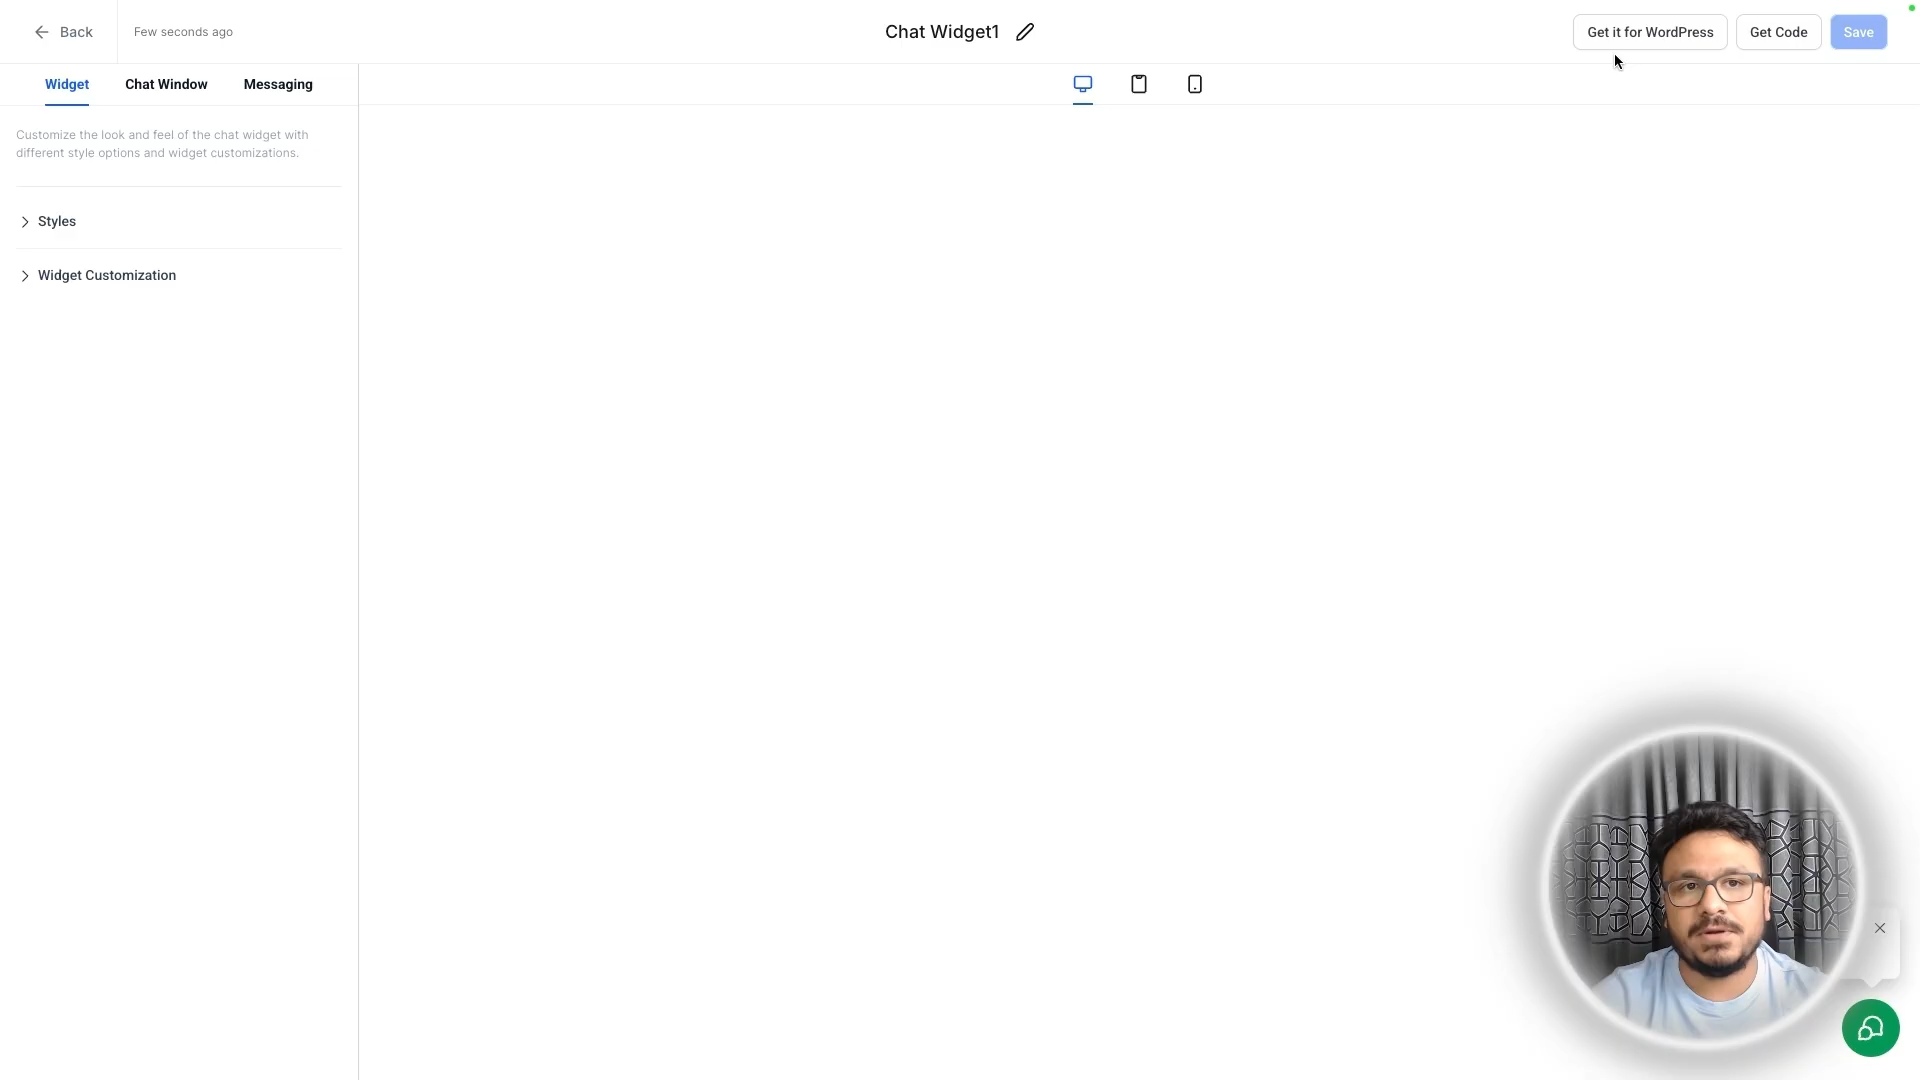 Back
Few seconds ago
Chat Widget1
Get it for WordPress
Get Code
Save
Widget
Chat Window
Messaging
Customize the look and feel of the chat widget with
different style options and widget customizations.
Styles
Widget Customization